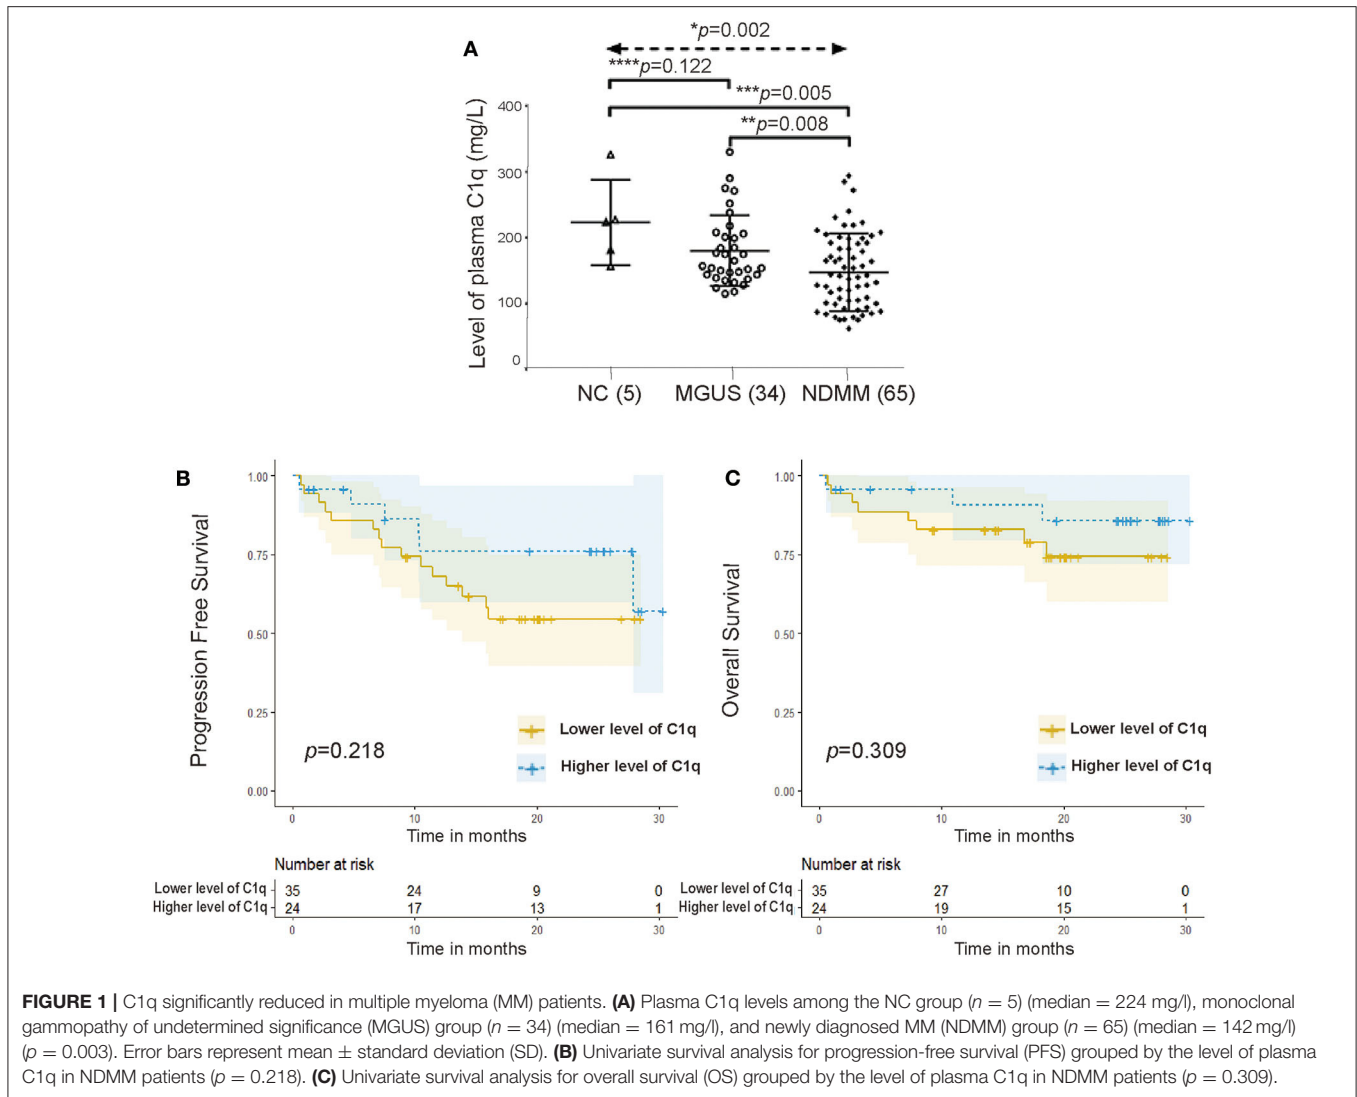 A
*p=0.002
****p=0.122
***p=0.005
**p=0.008
Level of plasma C1q (mg/L)
400
300
200
100
0
NC (5) MGUS (34) NDMM (65)
B
Progression Free Survival
1.00
0.75
0.50
0.25
0.00
p=0.218
Lower level of C1q
Higher level of C1q
0 10 20 30
Time in months
Number at risk
Lower level of C1q 35 24 9 0
Higher level of C1q 24 17 13 1
0 10 20 30
Time in months
C
Overall Survival
1.00
0.75
0.50
0.25
0.00
p=0.309
Lower level of C1q
Higher level of C1q
0 10 20 30
Time in months
Number at risk
Lower level of C1q 35 27 10 0
Higher level of C1q 24 19 15 1
0 10 20 30
Time in months
FIGURE 1 | C1q significantly reduced in multiple myeloma (MM) patients. (A) Plasma C1q levels among the NC group (n = 5) (median = 224 mg/l), monoclonal
gammopathy of undetermined significance (MGUS) group (n = 34) (median = 161 mg/l), and newly diagnosed MM (NDMM) group (n = 65) (median = 142 mg/l)
(p = 0.003). Error bars represent mean ± standard deviation (SD). (B) Univariate survival analysis for progression-free survival (PFS) grouped by the level of plasma
C1q in NDMM patients (p = 0.218). (C) Univariate survival analysis for overall survival (OS) grouped by the level of plasma C1q in NDMM patients (p = 0.309).